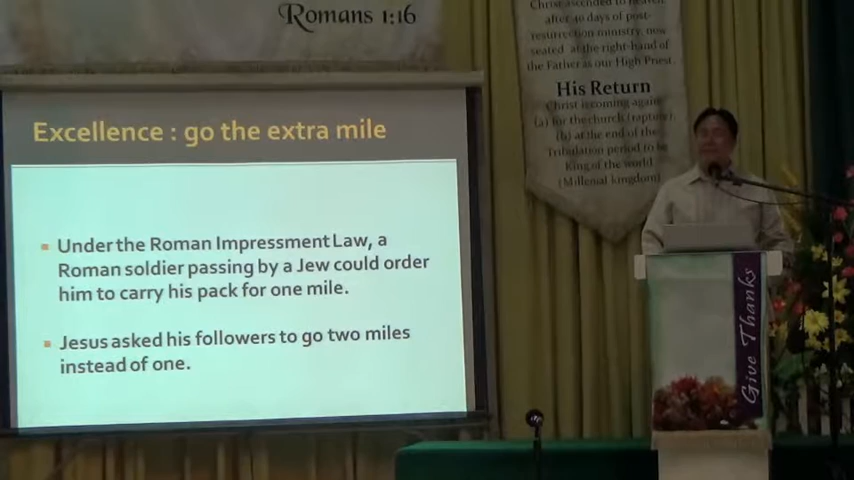 Romans 1:16
Christ ascended to heaven
after 40 days of post-
resurrection ministry, now
seated at the right hand of
the Father as our High Priest.
His Return
Christ is coming again
(a) for the church (rapture)
(b) at the end of the
Tribulation period to be
King of the world
(Millenial kingdom)
Excellence : go the extra mile
Under the Roman Impressment Law, a
Roman soldier passing by a Jew could order
him to carry his pack for one mile.
Jesus asked his followers to go two miles
instead of one.
Give Thanks